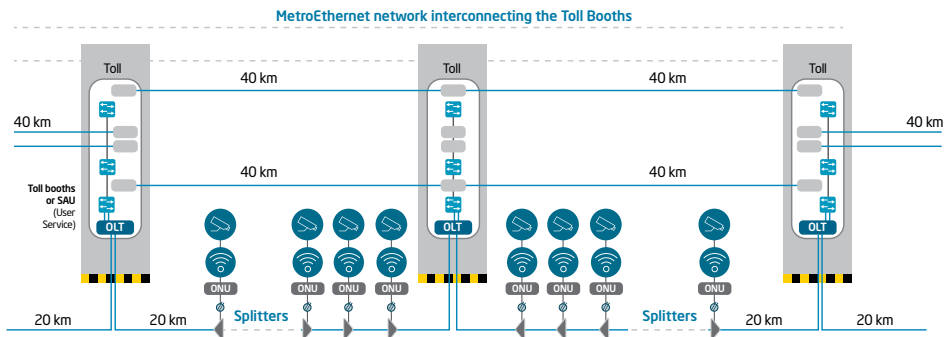 MetroEthernet network interconnecting the Toll Booths
Toll
Toll
Toll
40 km
40 km
40 km
40 km
40 km
40 km
Toll booths
or SAU
(User
Service)
OLT
OLT
OLT
ONU
ONU
ONU
ONU
ONU
ONU
ONU
ONU
20 km
20 km
Splitters
Splitters
20 km
20 km